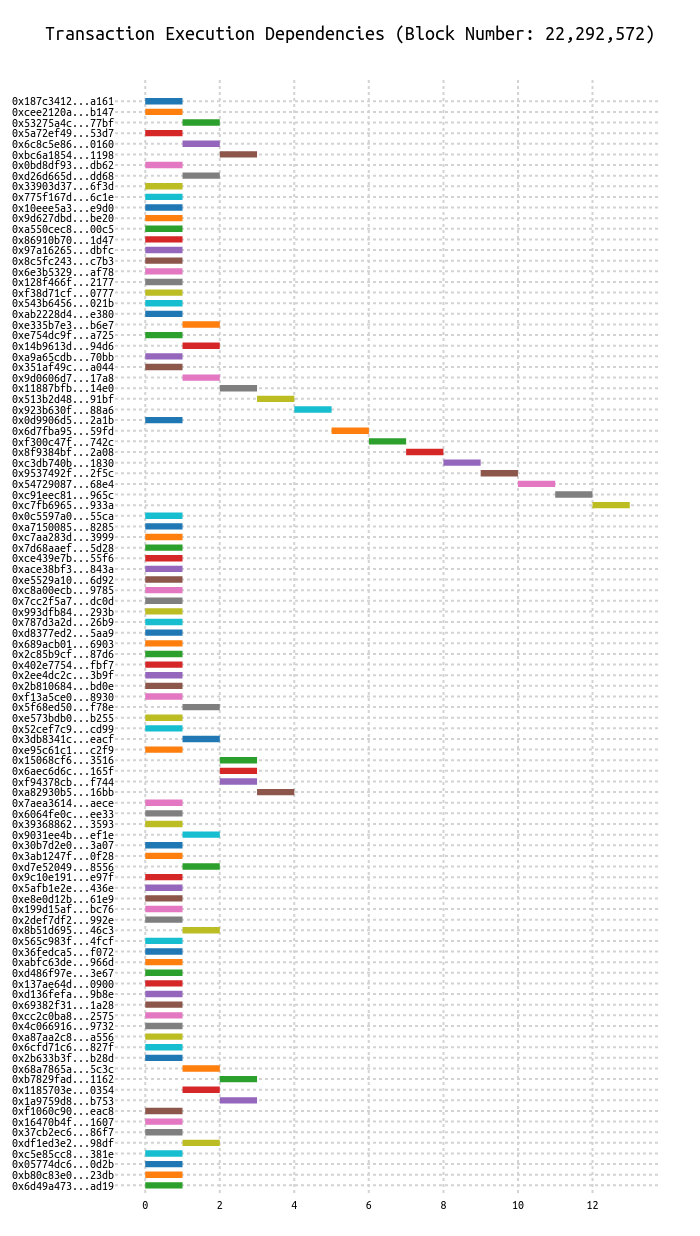 Transaction Execution Dependencies (Block Number: 22,292,572)
0x187c3412...a161
0xcee2120a...b147
0x53275a4c...77bf
0x5a72ef49...53d7
0x6c8c5e86...0160
0xbc6a1854...1198
0x0bd8df93...db62
0xd26d665d...dd68
0x33903d37...6f3d
0x775f167d...6c1e
0x10eee5a3...e9d0
0x9d627dbd...be20
0xa550cec8...00c5
0x86910b70...1d47
0x97a16265...dbfc
0x8c5fc243...c7b3
0x6e3b5329...af78
0x128f466f...2177
0xf38d71cf...0777
0x543b6456...021b
0xab2228d4...e380
0xe335b7e3...b6e7
0xe754dc9f...a725
0x14b9613d...94d6
0xa9a65cdb...70bb
0x351af49c...a044
0x9d0606d7...17a8
0x11887bfb...14e0
0x513b2d48...91bf
0x923b630f...88a6
0x0d9906d5...2a1b
0x6d7fba95...59fd
0xf300c47f...742c
0x8f9384bf...2a08
0xc3db740b...1830
0x9537492f...2f5c
0x54729087...68e4
0xc91eec81...965c
0xc7fb6965...933a
0x0c5597a0...55ca
0xa7150085...8285
0xc7aa283d...3999
0x7d68aaef...5d28
0xce439e7b...55f6
0xace38bf3...843a
0xe5529a10...6d92
0xc8a00ecb...9785
0x7cc2f5a7...dc0d
0x993dfb84...293b
0x787d3a2d...26b9
0xd8377ed2...5aa9
0x689acb01...6903
0x2c85b9cf...87d6
0x402e7754...fbf7
0x2ee4dc2c...3b9f
0x2b810684...bd0e
0xf13a5ce0...8930
0x5f68ed50...f78e
0xe573bdb0...b255
0x52cef7c9...cd99
0x3db8341c...eacf
0xe95c61c1...c2f9
0x15068cf6...3516
0x6aec6d6c...165f
0xf94378cb...f744
0xa82930b5...16bb
0x7aea3614...aece
0x6064fe0c...ee33
0x39368862...3593
0x9031ee4b...ef1e
0x30b7d2e0...3a07
0x3ab1247f...0f28
0xd7e52049...8556
0x9c10e191...e97f
0x5afb1e2e...436e
0xe8e0d12b...61e9
0x199d15af...bc76
0x2def7df2...992e
0x8b51d695...46c3
0x565c983f...4fcf
0x36fedca5...f072
0xabfc63de...966d
0xd486f97e...3e67
0x137ae64d...0900
0xd136fefa...9b8e
0x69382f31...1a28
0xcc2c0ba8...2575
0x4c066916...9732
0xa87aa2c8...a556
0x6cfd71c6...827f
0x2b633b3f...b28d
0x68a7865a...5c3c
0xb7829fad...1162
0x1185703e...0354
0x1a9759d8...b753
0xf1060c90...eac8
0x16470b4f...1607
0x37cb2ec6...86f7
0xdf1ed3e2...98df
0xc5e85cc8...381e
0x05774dc6...0d2b
0xb80c83e0...23db
0x6d49a473...ad19
0 2 4 6 8 10 12